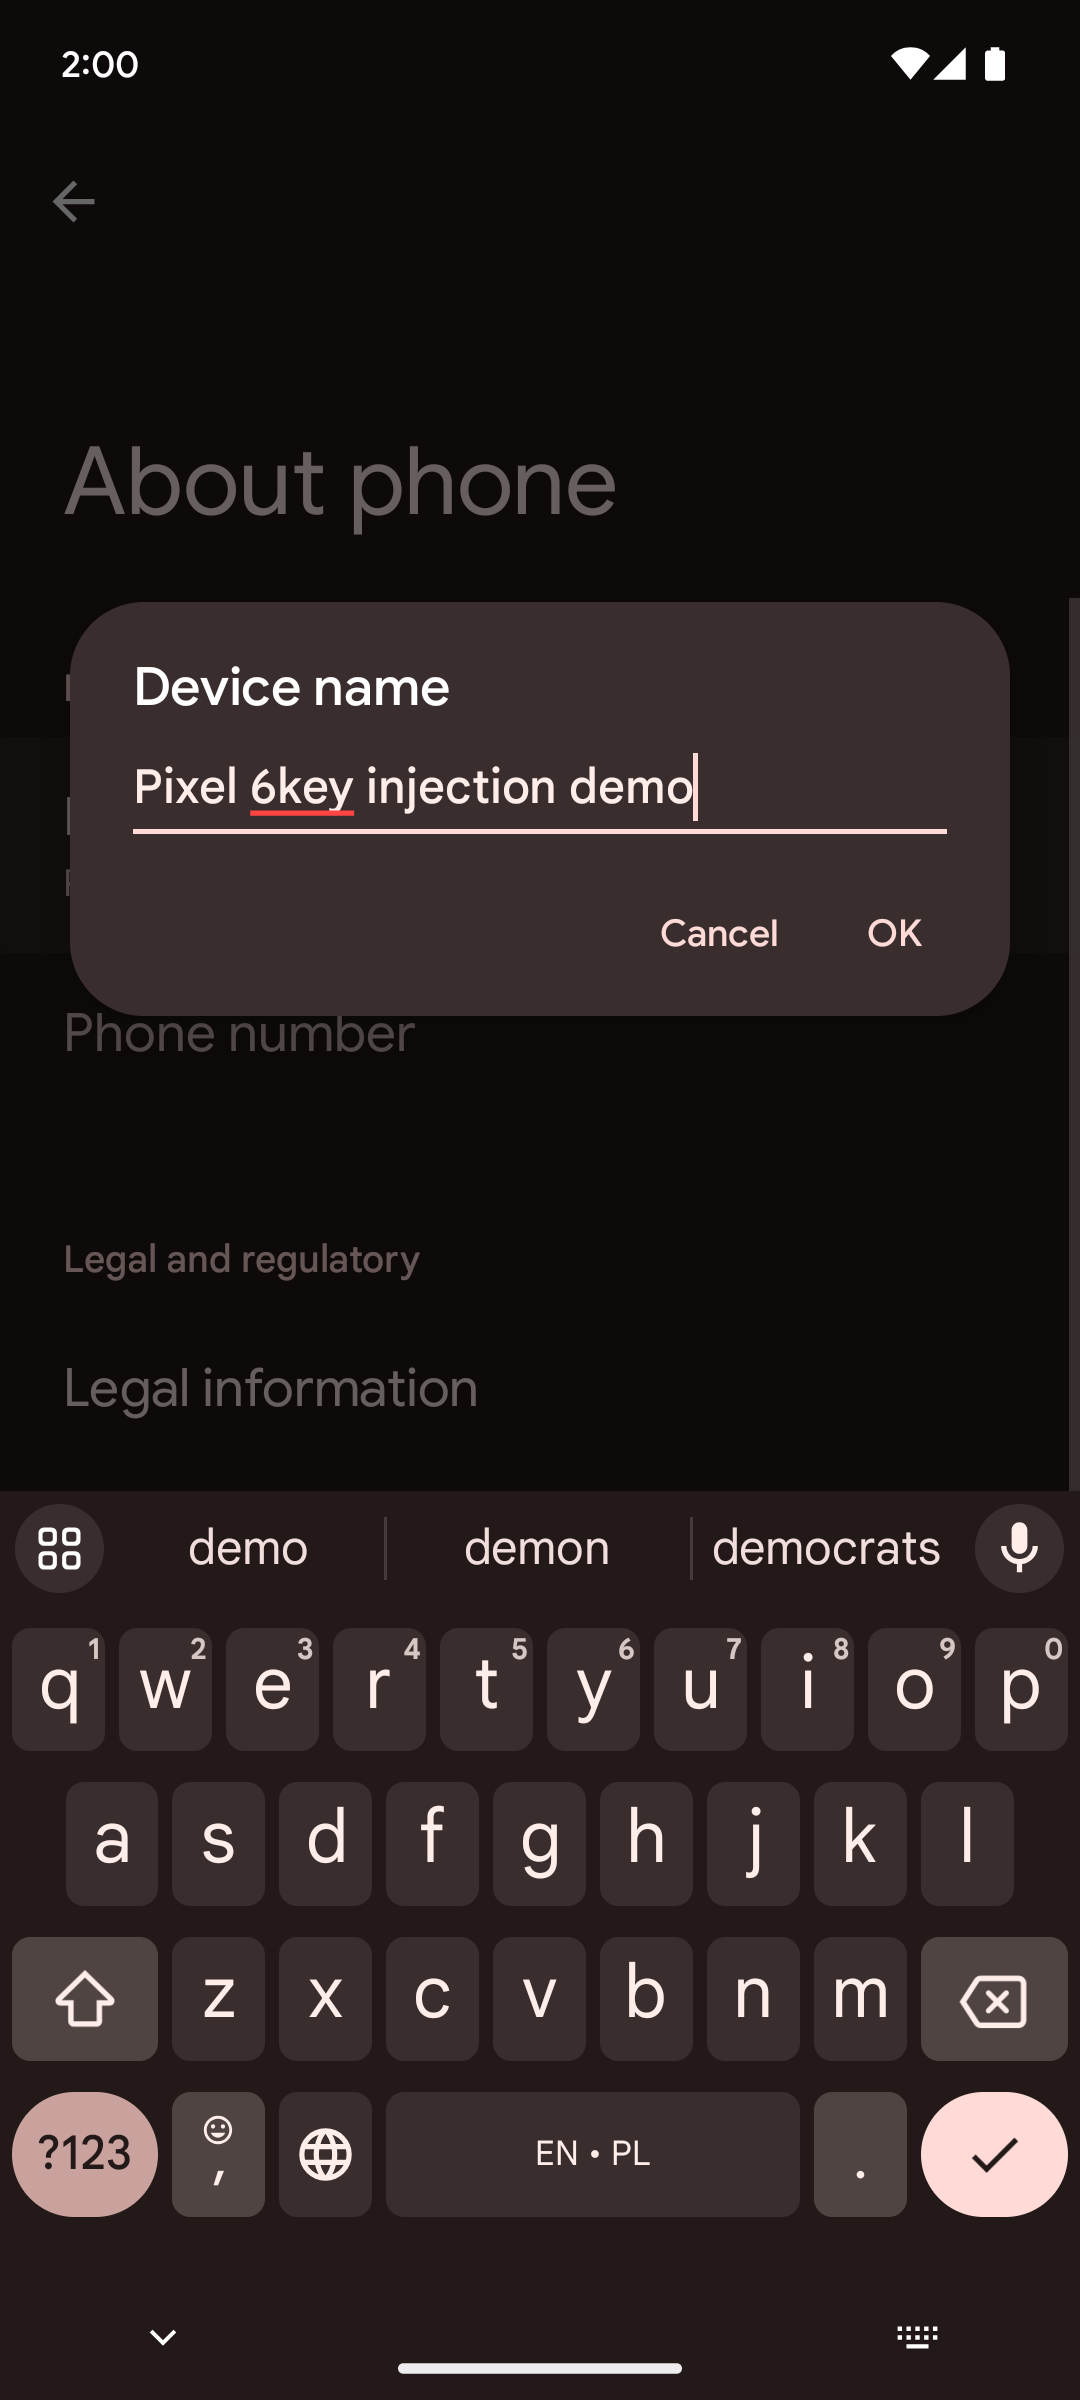 2:00
About phone
Device name
Pixel 6key injection demo
Cancel OK
Phone number
Legal and regulatory
Legal information
demo demon democrats
1 2 3 4 5 6 7 8 9 0
q w e r t y u i o p
a s d f g h j k l
z x c v b n m
?123 , EN • PL .